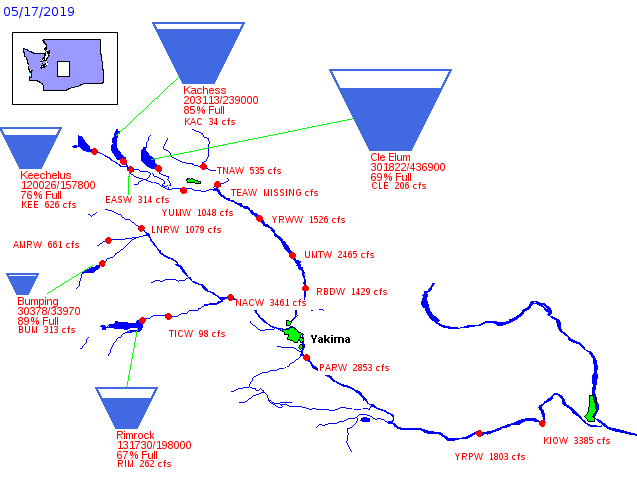 05/17/2019
Kachess
203113/239000
85% Full
KAC 34 cfs
Cle Elum
301822/436900
69% Full
CLE 206 cfs
Keechelus
120026/157800
76% Full
KEE 626 cfs
TNAW 535 cfs
TEAW MISSING cfs
EASW 314 cfs
YUMW 1048 cfs
YRWW 1526 cfs
LNRW 1079 cfs
AMRW 661 cfs
UMTW 2465 cfs
RBDW 1429 cfs
Bumping
30378/33970
89% Full
BUM 313 cfs
NACW 3461 cfs
TICW 98 cfs
Yakima
PARW 2853 cfs
Rimrock
131730/198000
67% Full
RIM 262 cfs
KIOW 3385 cfs
YRPW 1803 cfs